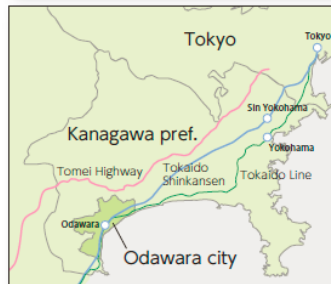 Tokyo
Tokyo
Sin Yokohama
Kanagawa pref.
Yokohama
Tomei Highway
Tokaido
Shinkansen
Tokaido Line
Odawara
Odawara city